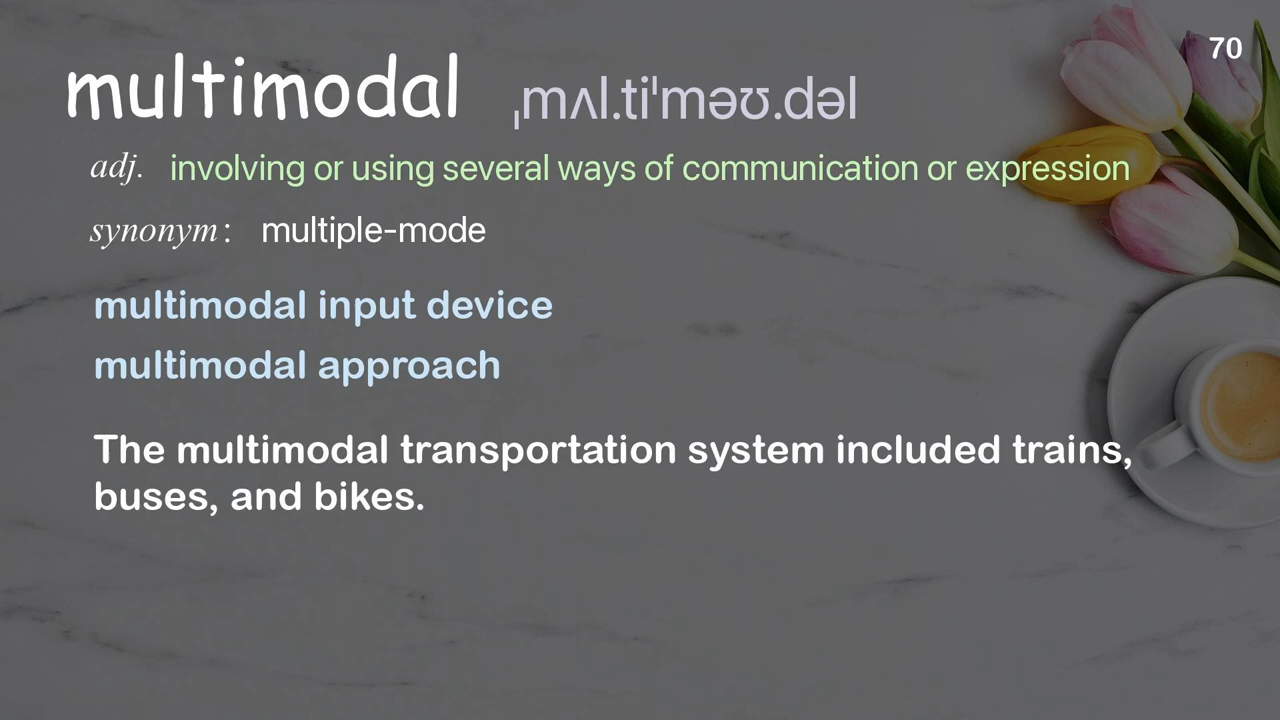 70
multimodal ˌmʌl.tiˈməʊ.dəl
adj. involving or using several ways of communication or expression
synonym : multiple-mode
multimodal input device
multimodal approach
The multimodal transportation system included trains,
buses, and bikes.